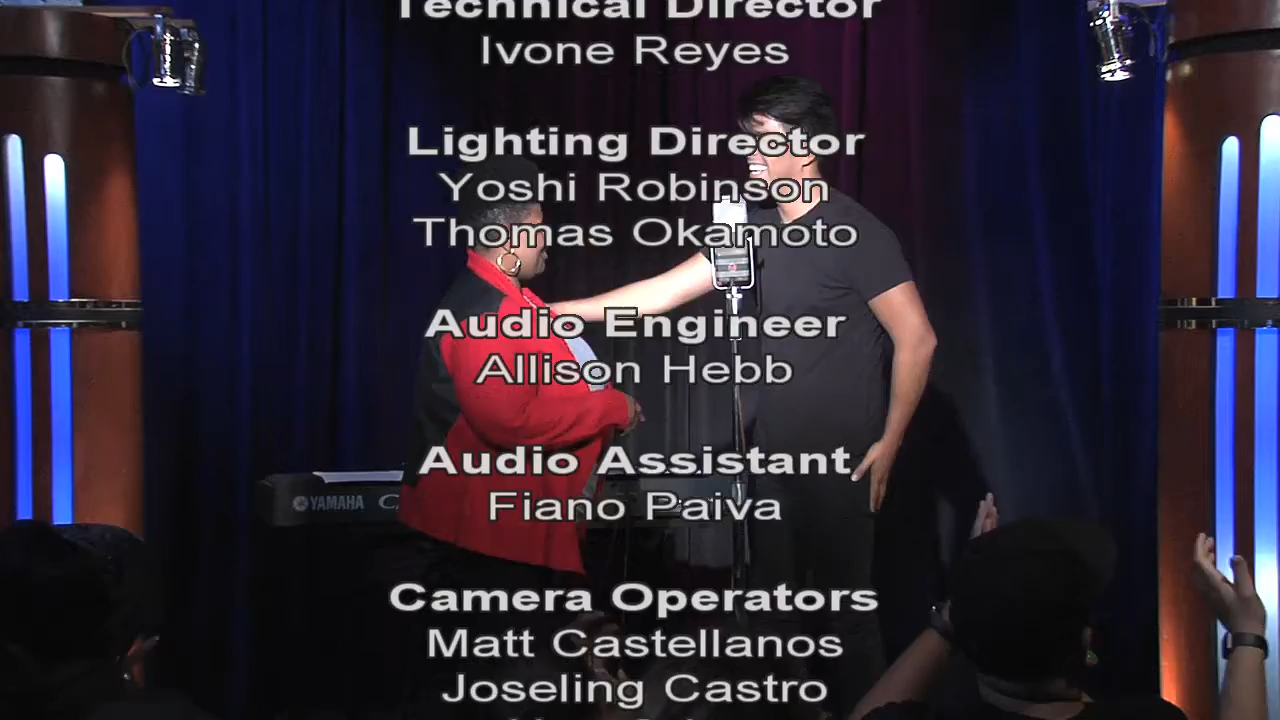 Technical Director
Ivone Reyes
Lighting Director
Yoshi Robinson
Thomas Okamoto
Audio Engineer
Allison Hebb
Audio Assistant
Fiano Paiva
YAMAHA
Camera Operators
Matt Castellanos
Joseling Castro